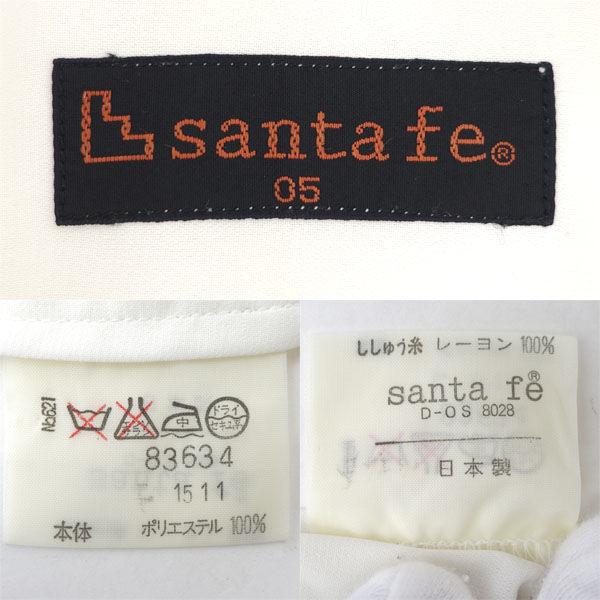 santa fe®
05
No.621
中
ドライ
セキユ系
83634
1511
本体 ポリエステル 100%
ししゅう糸 レーヨン 100%
santa fe®
D-OS 8028
日本製